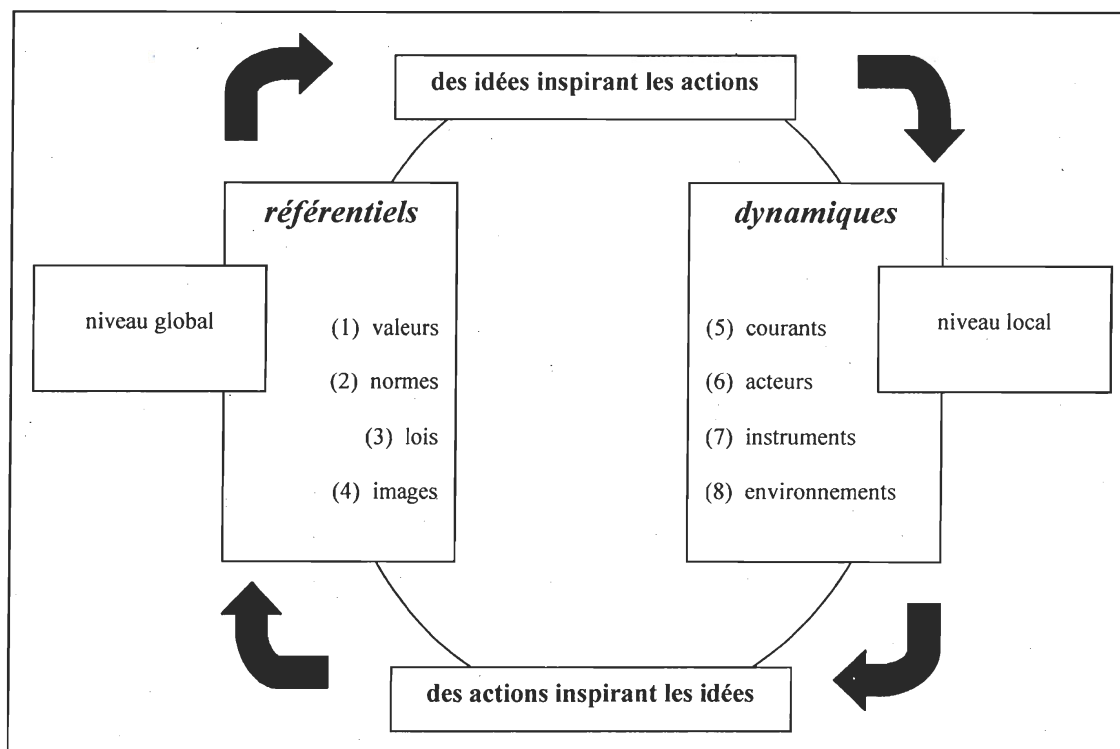 des idées inspirant les actions
référentiels
niveau global
(1) valeurs
(2) normes
(3) lois
(4) images
dynamiques
(5) courants
(6) acteurs
(7) instruments
(8) environnements
niveau local
des actions inspirant les idées